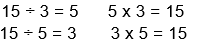 15 ÷ 3 = 5 5 x 3 = 15
15 ÷ 5 = 3 3 x 5 = 15